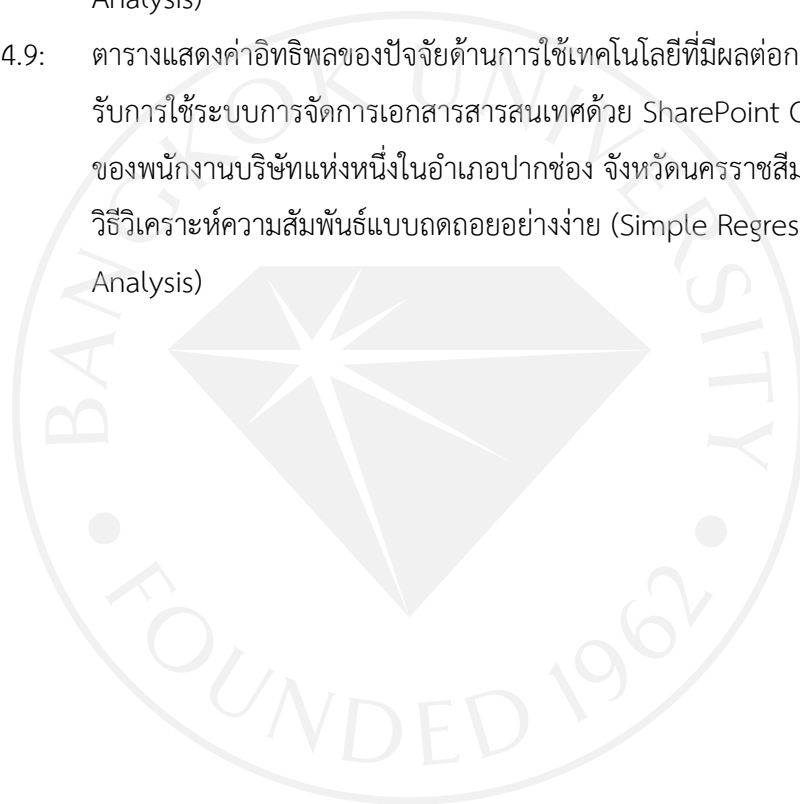 Analysis)
4.9: ตารางแสดงค่าอิทธิพลของปัจจัยด้านการใช้เทคโนโลยีที่มีผลต่อก
รับการใช้ระบบการจัดการเอกสารสารสนเทศด้วย SharePoint
ของพนักงานบริษัทแห่งหนึ่งในอำเภอปากช่อง จังหวัดนครราชสีม
วิธีวิเคราะห์ความสัมพันธ์แบบถดถอยอย่างง่าย (Simple Regres
Analysis)
BANGKOK UNIVERSITY
FOUNDED 1962